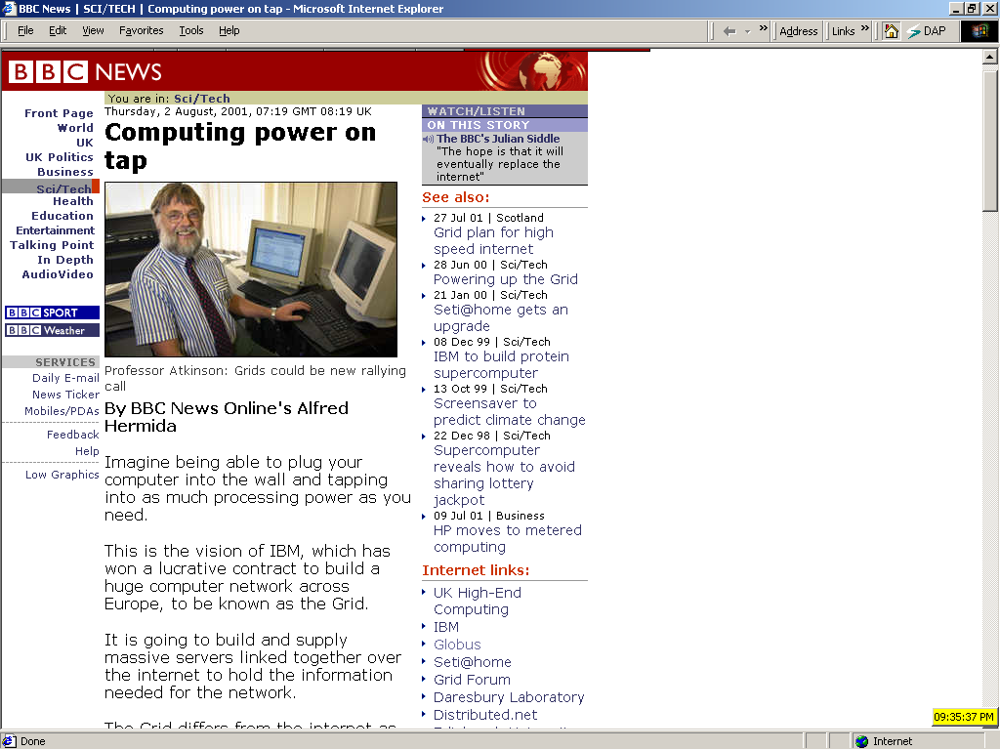 BBC News | SCI/TECH | Computing power on tap - Microsoft Internet Explorer
File Edit View Favorites Tools Help
» Address Links » DAP
BBC NEWS
You are in: Sci/Tech
Front Page
World
UK
UK Politics
Business
Sci/Tech
Health
Education
Entertainment
Talking Point
In Depth
AudioVideo
BBC SPORT
BBC Weather
SERVICES
Daily E-mail
News Ticker
Mobiles/PDAs
Feedback
Help
Low Graphics
Thursday, 2 August, 2001, 07:19 GMT 08:19 UK
Computing power on
tap
Professor Atkinson: Grids could be new rallying
call
By BBC News Online's Alfred
Hermida
Imagine being able to plug your
computer into the wall and tapping
into as much processing power as you
need.
This is the vision of IBM, which has
won a lucrative contract to build a
huge computer network across
Europe, to be known as the Grid.
It is going to build and supply
massive servers linked together over
the internet to hold the information
needed for the network.
The Grid differs from the internet as
WATCH/LISTEN
ON THIS STORY
The BBC's Julian Siddle
"The hope is that it will
eventually replace the
internet"
See also:
27 Jul 01 | Scotland
Grid plan for high
speed internet
28 Jun 00 | Sci/Tech
Powering up the Grid
21 Jan 00 | Sci/Tech
Seti@home gets an
upgrade
08 Dec 99 | Sci/Tech
IBM to build protein
supercomputer
13 Oct 99 | Sci/Tech
Screensaver to
predict climate change
22 Dec 98 | Sci/Tech
Supercomputer
reveals how to avoid
sharing lottery
jackpot
09 Jul 01 | Business
HP moves to metered
computing
Internet links:
UK High-End
Computing
IBM
Globus
Seti@home
Grid Forum
Daresbury Laboratory
Distributed.net
09:35:37 PM
Done
Internet